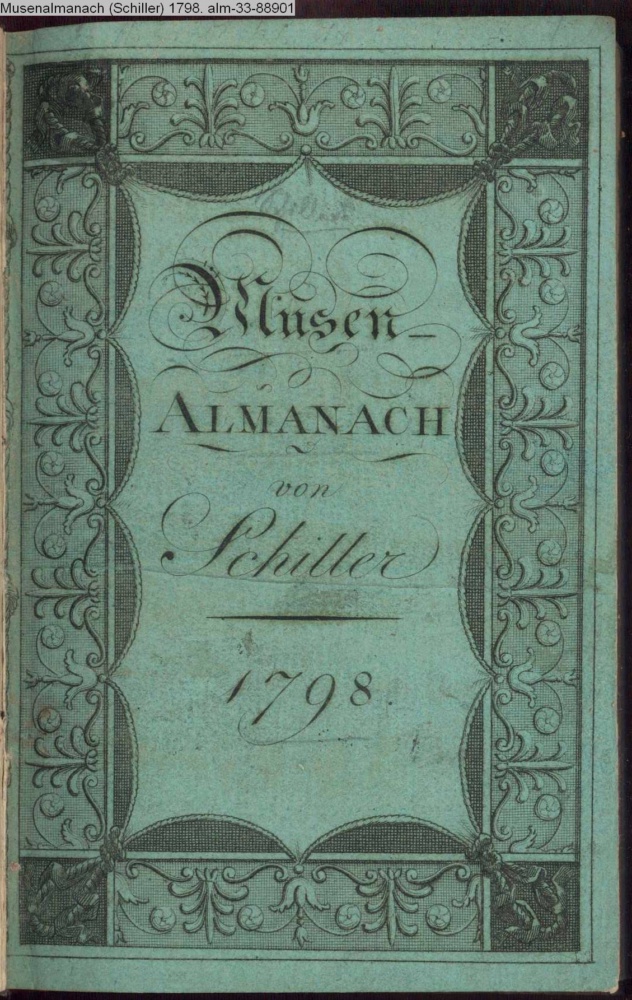 Musenalmanach (Schiller) 1798. alm-33-88901
Musen-
ALMANACH
von
Schiller
1798.